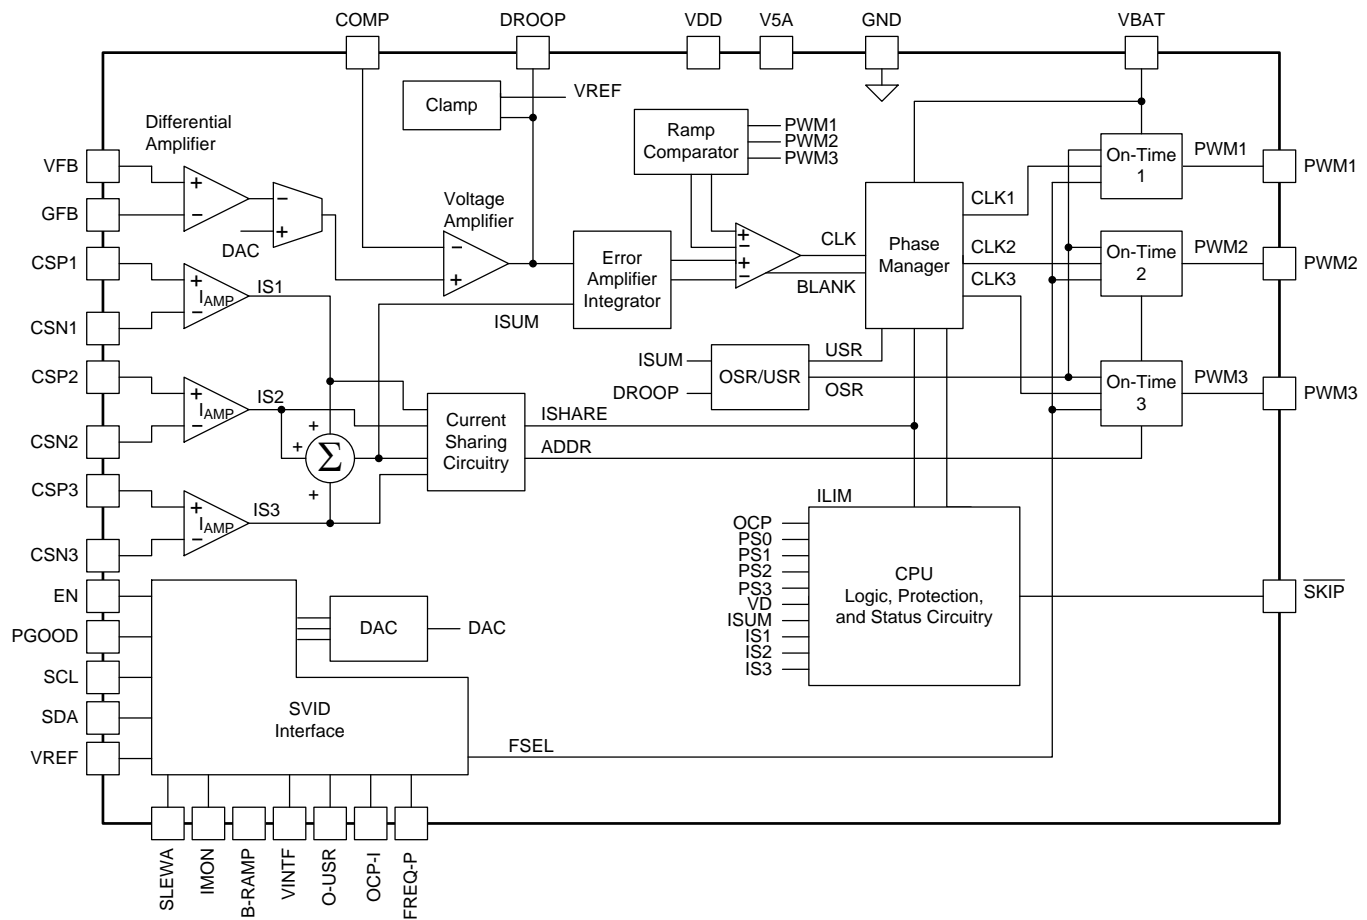 COMP
DROOP
VDD
V5A
GND
VBAT
Clamp
VREF
Differential
Amplifier
VFB
GFB
+
−
−
+
DAC
Voltage
Amplifier
−
+
Ramp
Comparator
PWM1
PWM2
PWM3
+
−
+
−
CLK
BLANK
Error
Amplifier
Integrator
Phase
Manager
CLK1
CLK2
CLK3
On-Time
1
PWM1
PWM1
On-Time
2
PWM2
PWM2
On-Time
3
PWM3
PWM3
CSP1
CSN1
+
−
IAMP
IS1
ISUM
CSP2
CSN2
+
−
IAMP
IS2
CSP3
CSN3
+
−
IAMP
IS3
+
+
+
Σ
Current
Sharing
Circuitry
ISHARE
ADDR
ISUM
DROOP
OSR/USR
USR
OSR
ILIM
OCP
PS0
PS1
PS2
PS3
VD
ISUM
IS1
IS2
IS3
CPU
Logic, Protection,
and Status Circuitry
SKIP
EN
PGOOD
SCL
SDA
VREF
DAC
DAC
SVID
Interface
FSEL
SLEWA
IMON
B-RAMP
VINTF
O-USR
OCP-I
FREQ-P